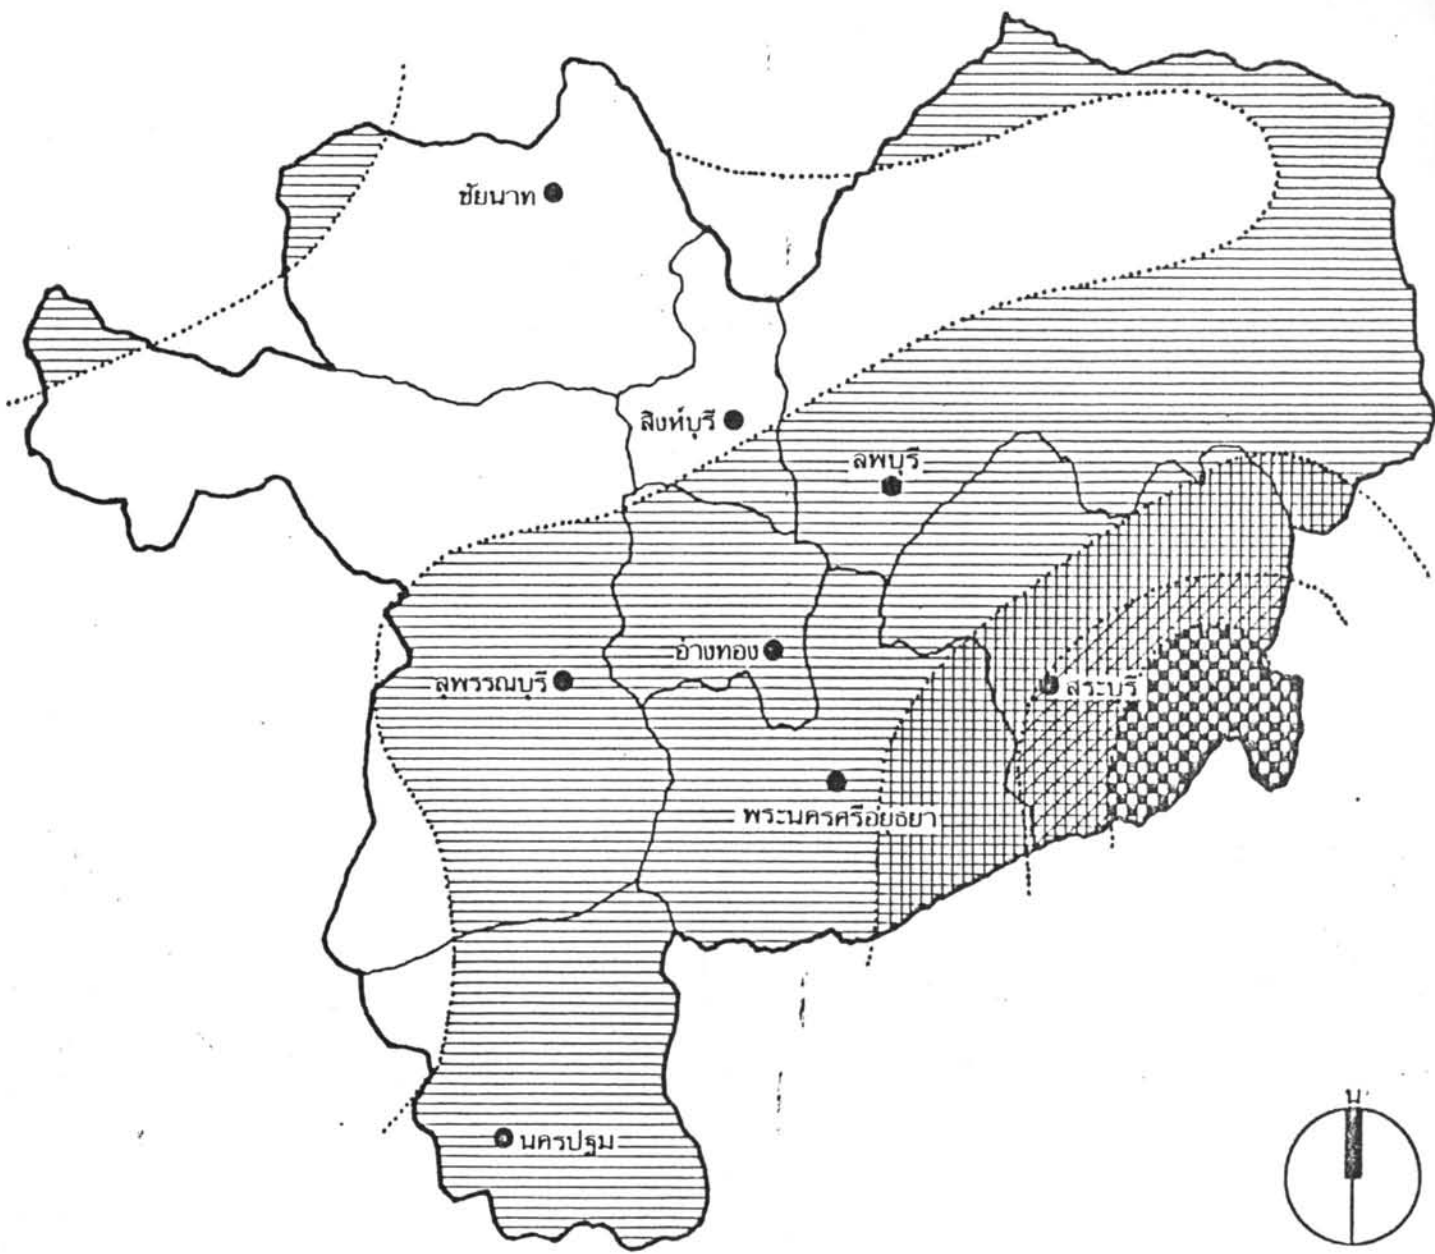 ชัยนาท
สิงห์บุรี
ลพบุรี
อ่างทอง
สุพรรณบุรี
สระบุรี
พระนครศรีอยุธยา
นครปฐม
น